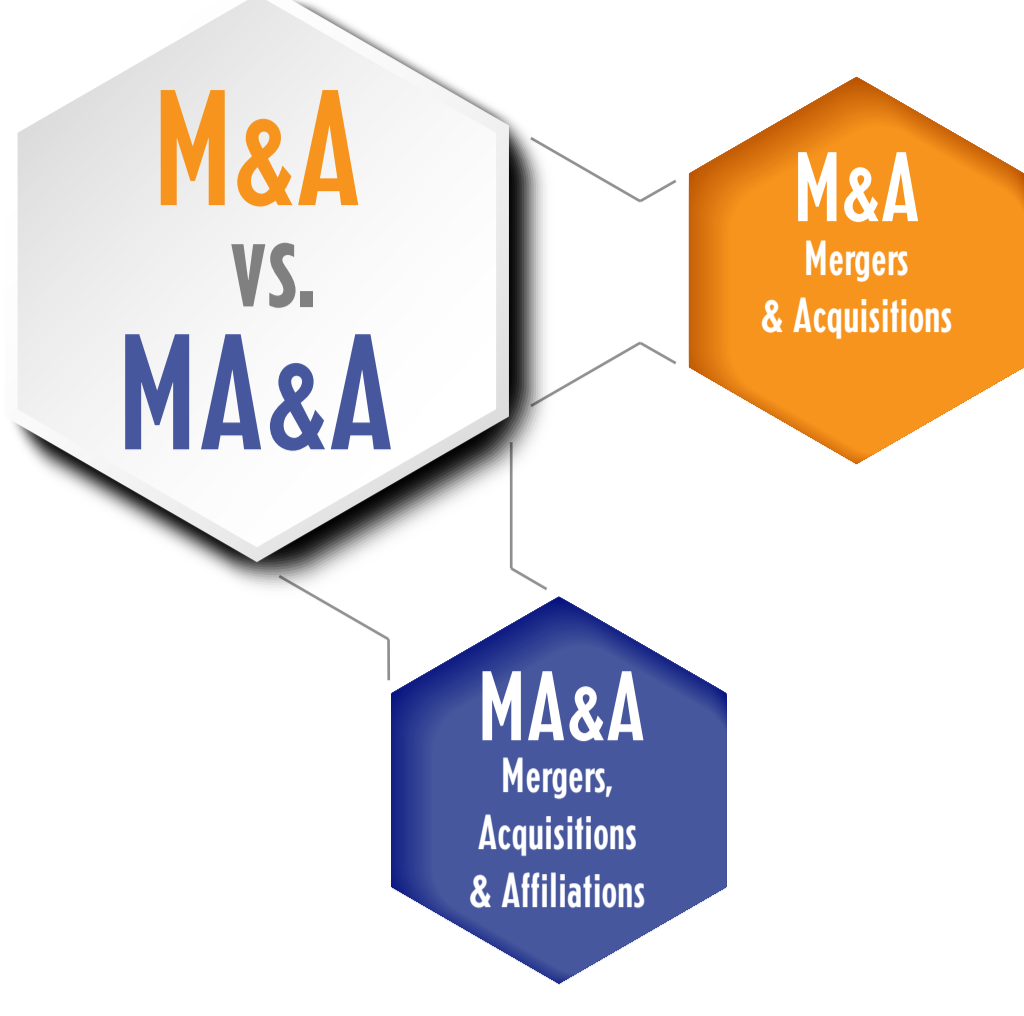 M&A
vs.
MA&A
M&A
Mergers
& Acquisitions
MA&A
Mergers,
Acquisitions
& Affiliations